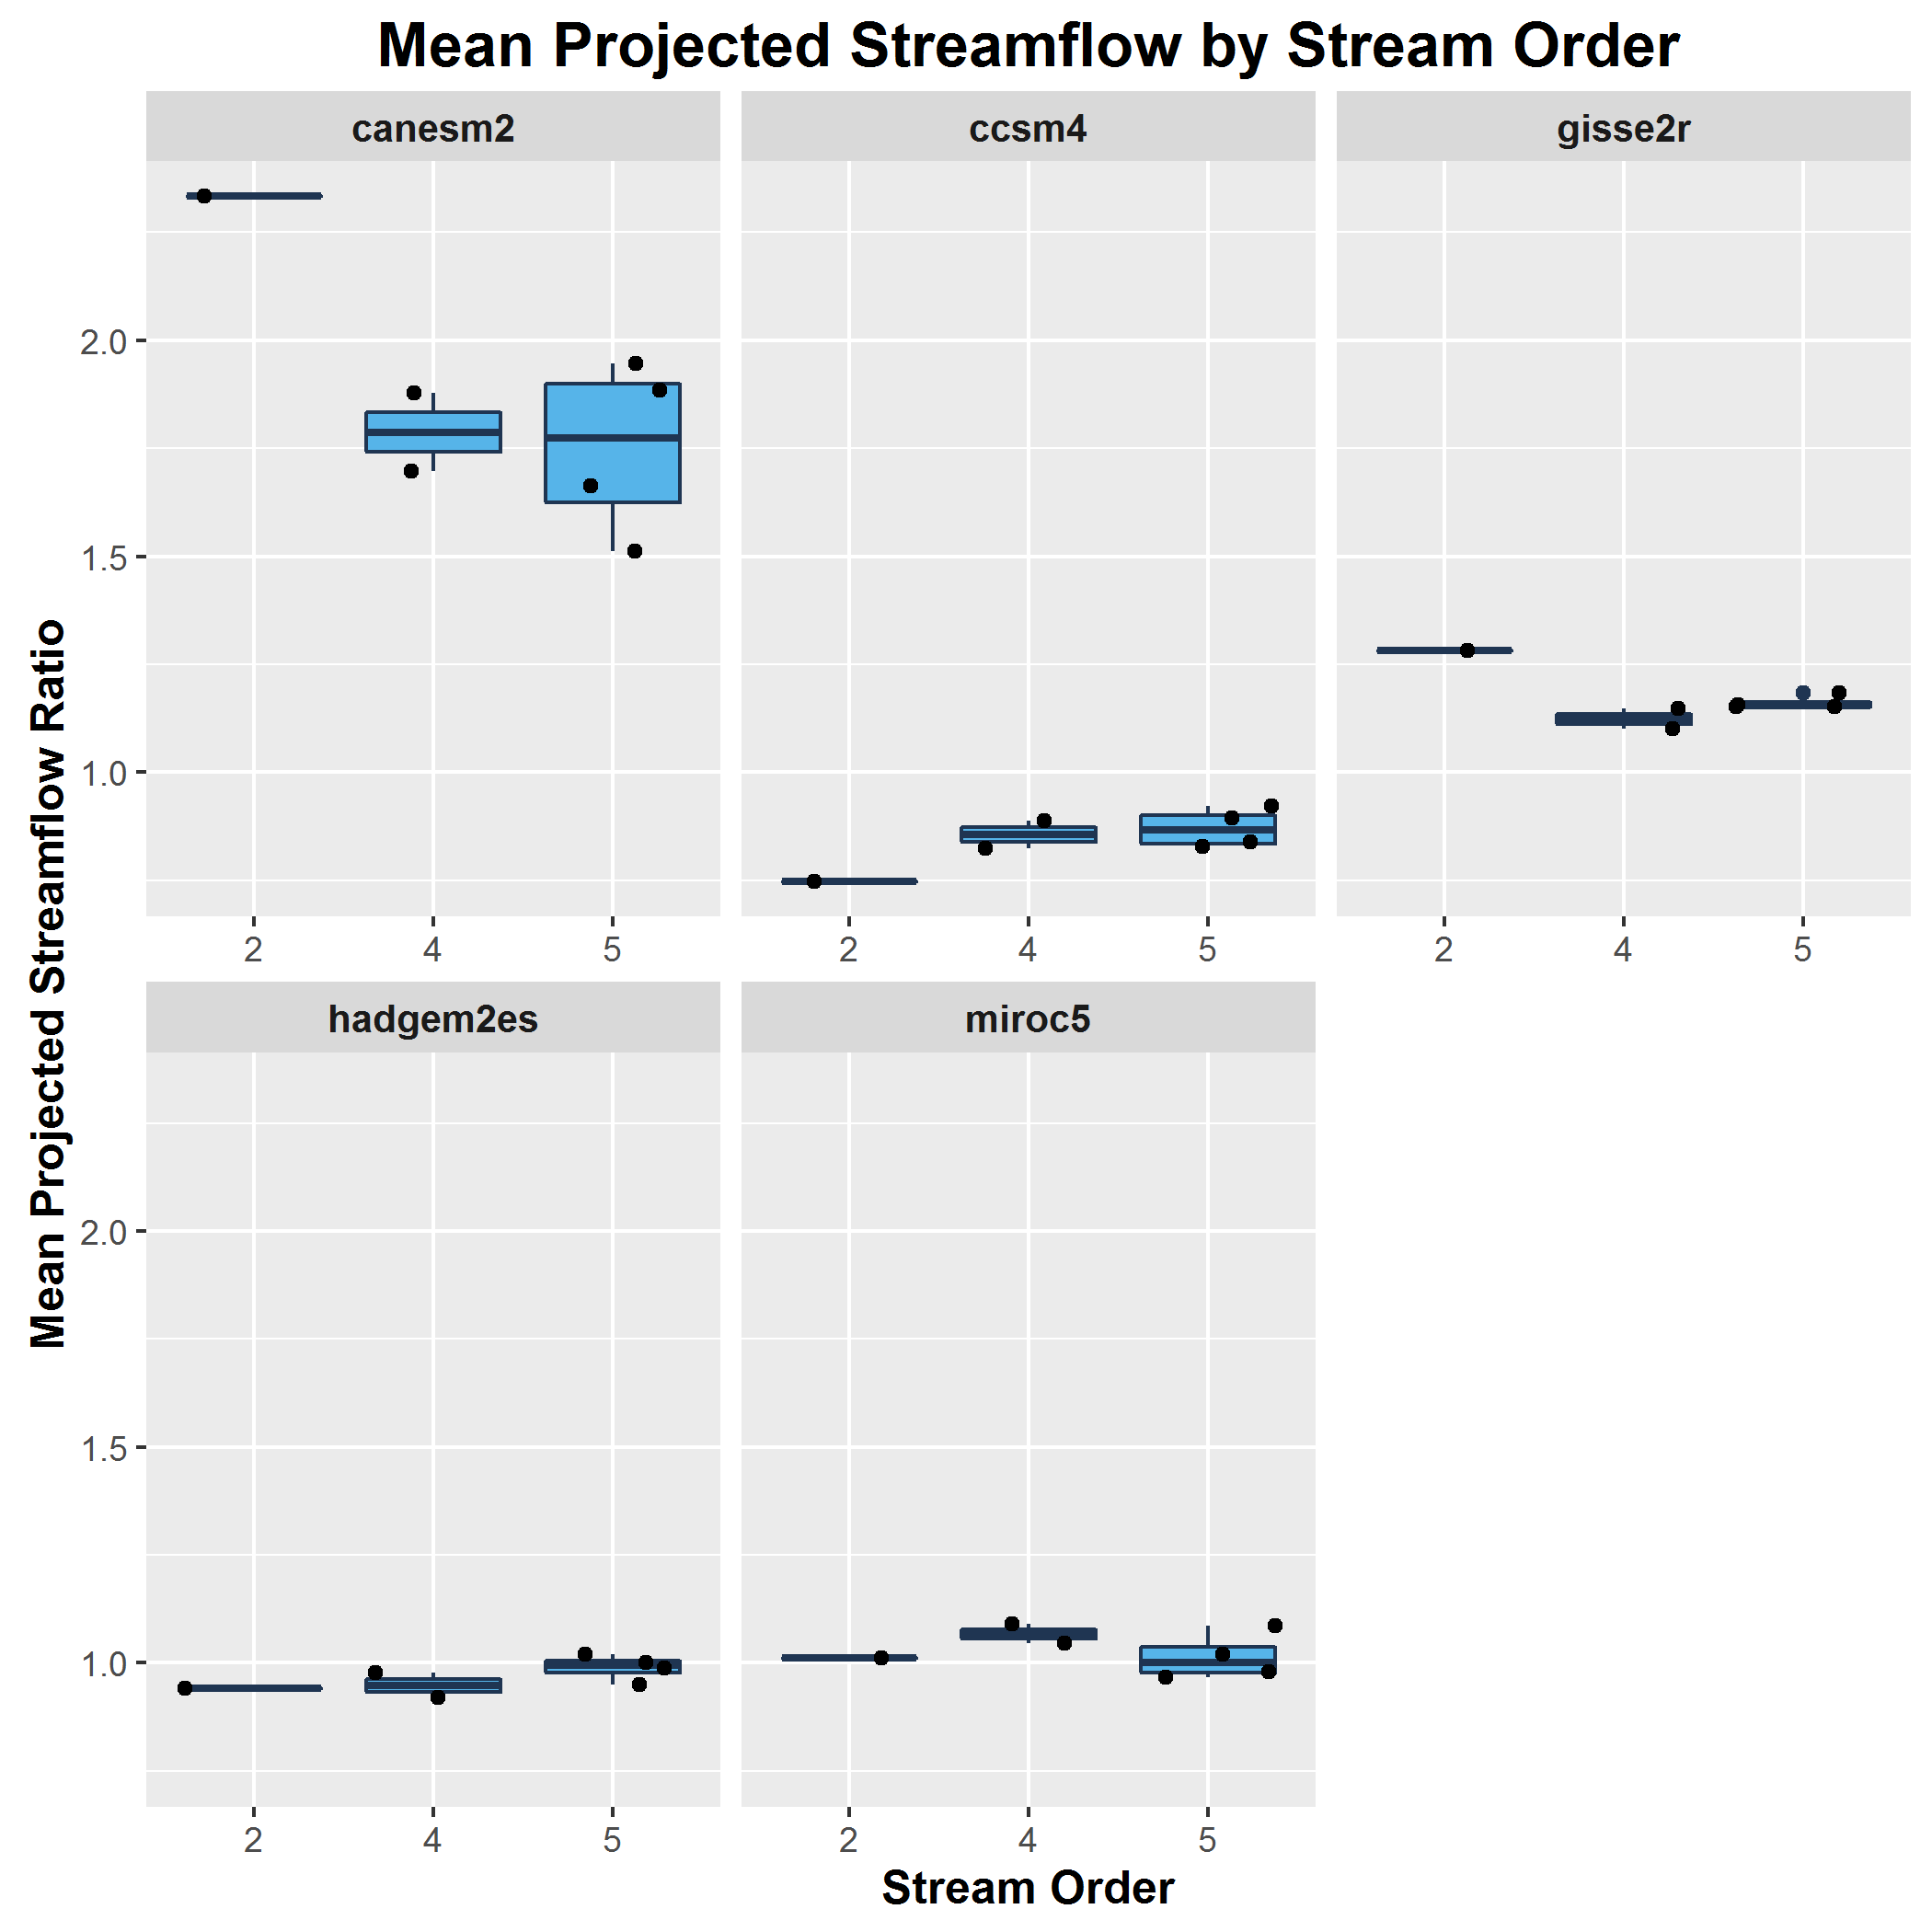 Mean Projected Streamflow by Stream Order
canesm2
ccsm4
gisse2r
2.0
1.5
1.0
2 4 5
2 4 5
2 4 5
Mean Projected Streamflow Ratio
hadgem2es
miroc5
2.0
1.5
1.0
2 4 5
2 4 5
Stream Order